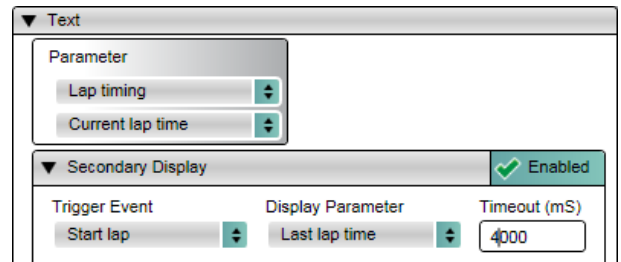 Text
Parameter
Lap timing
Current lap time
Secondary Display
Enabled
Trigger Event
Display Parameter
Timeout (mS)
Start lap
Last lap time
4000